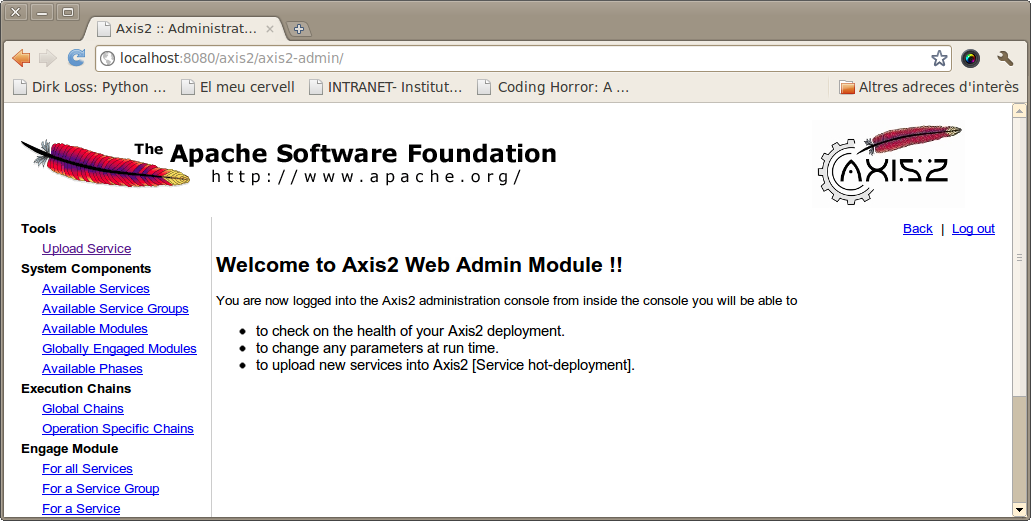 Axis2 :: Administrat...
localhost:8080/axis2/axis2-admin/
Dirk Loss: Python ...
El meu cervell
INTRANET- Institut...
Coding Horror: A ...
Altres adreces d'interès
The Apache Software Foundation
http://www.apache.org/
AXIS2
Tools
Upload Service
System Components
Available Services
Available Service Groups
Available Modules
Globally Engaged Modules
Available Phases
Execution Chains
Global Chains
Operation Specific Chains
Engage Module
For all Services
For a Service Group
For a Service
Back | Log out
Welcome to Axis2 Web Admin Module !!
You are now logged into the Axis2 administration console from inside the console you will be able to
to check on the health of your Axis2 deployment.
to change any parameters at run time.
to upload new services into Axis2 [Service hot-deployment].